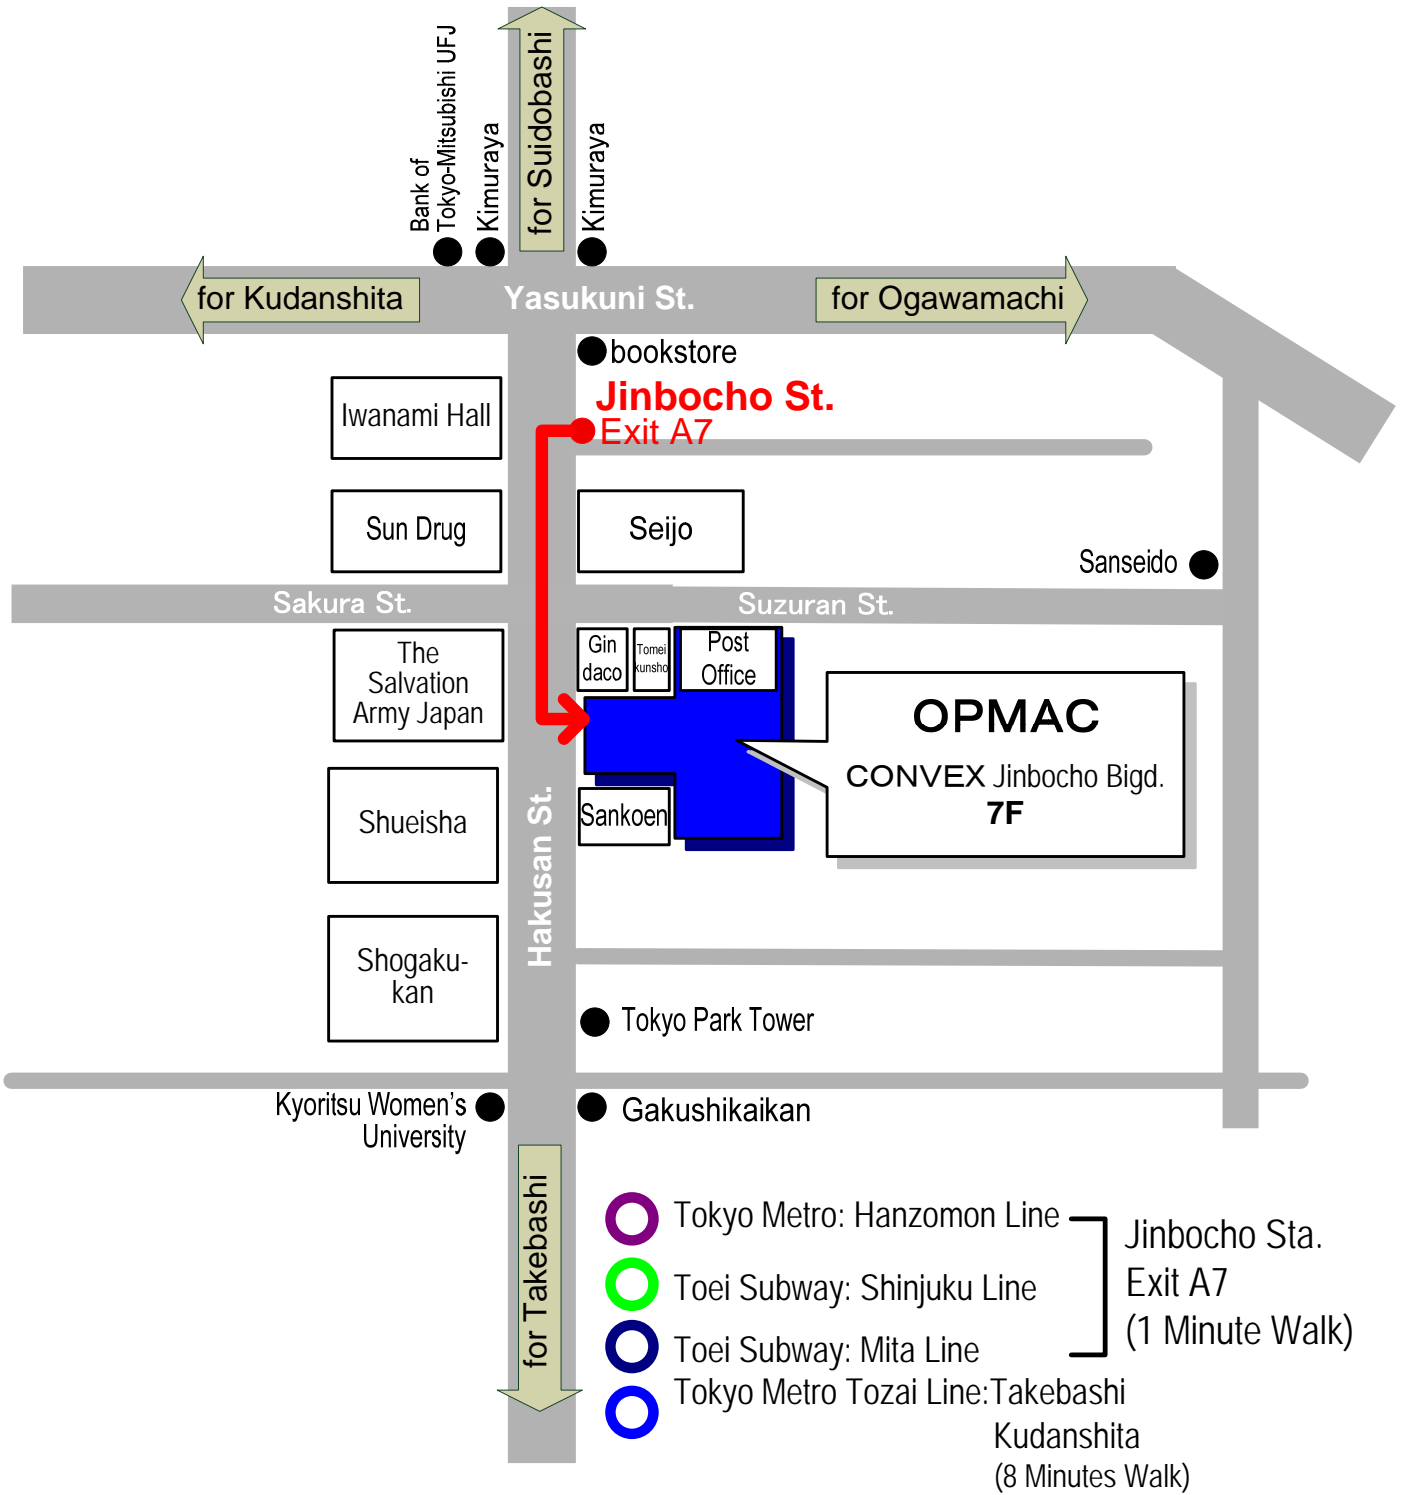 Bank of
Tokyo-Mitsubishi UFJ
Kimuraya
for Suidobashi
Kimuraya
for Kudanshita
Yasukuni St.
for Ogawamachi
bookstore
Jinbocho St.
Exit A7
Iwanami Hall
Sun Drug
Seijo
Sanseido
Sakura St.
Suzuran St.
The
Salvation
Army Japan
Gin
daco
Tomei
kunsho
Post
Office
OPMAC
CONVEX Jinbocho Bigd.
7F
Shueisha
Sankoen
Hakusan St.
Shogaku-
kan
Tokyo Park Tower
Kyoritsu Women's
University
Gakushikaikan
for Takebashi
Tokyo Metro: Hanzomon Line
Toei Subway: Shinjuku Line
Toei Subway: Mita Line
Jinbocho Sta.
Exit A7
(1 Minute Walk)
Tokyo Metro Tozai Line:Takebashi
Kudanshita
(8 Minutes Walk)